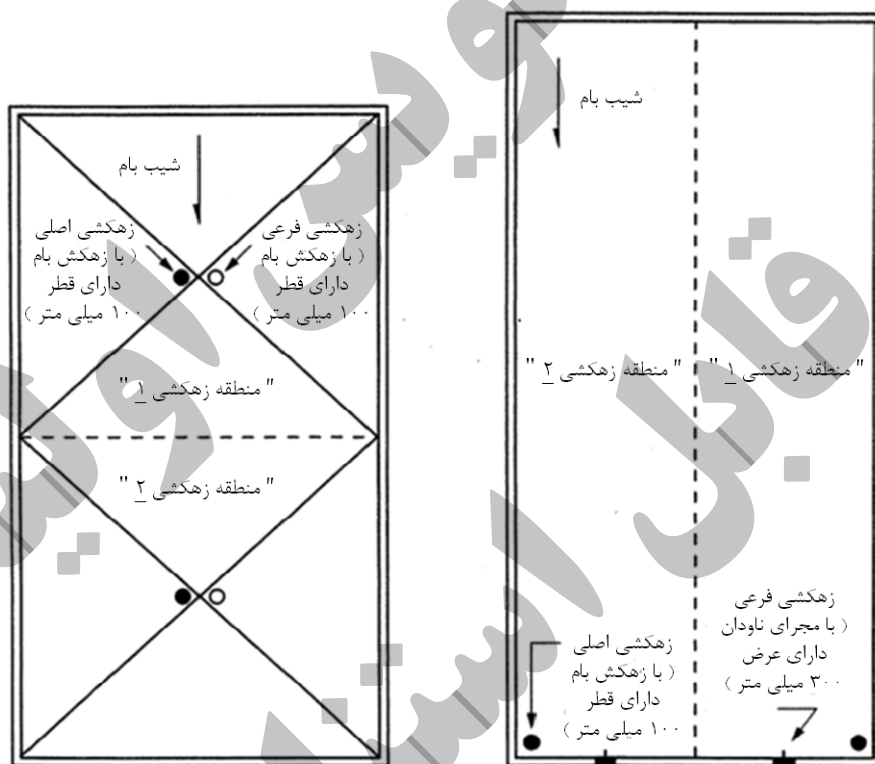 شیب بام
زهکشی اصلی
( با زهکش بام
دارای قطر
۱۰۰ میلی متر )
زهکشی فرعی
( با زهکش بام
دارای قطر
۱۰۰ میلی متر )
" منطقه زهکشی ۱ "
" منطقه زهکشی ۲ "
شیب بام
" منطقه زهکشی ۱ "
" منطقه زهکشی ۲ "
زهکشی فرعی
( با مجرای ناودان
دارای عرض
۳۰۰ میلی متر )
زهکشی اصلی
( با زهکش بام
دارای قطر
۱۰۰ میلی متر )
قابل